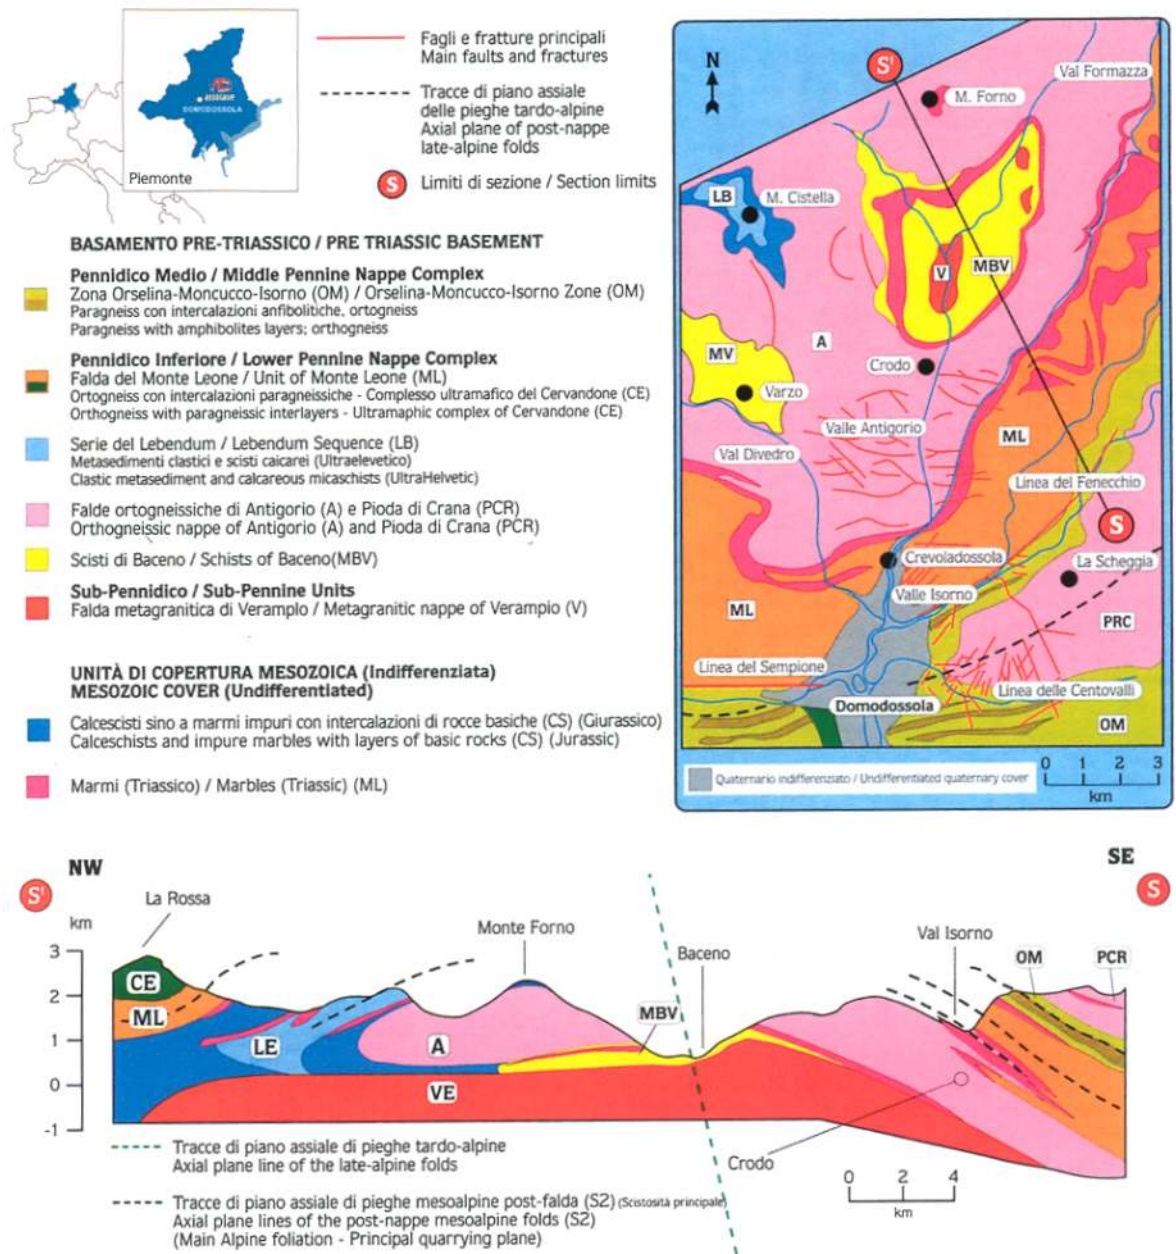 Fagli e fratture principali
Main faults and fractures
Tracce di piano assiale
delle pieghe tardo-alpine
Axial plane of post-nappe
late-alpine folds
S Limiti di sezione / Section limits
DOMODOSSOLA
Piemonte
BASAMENTO PRE-TRIASSICO / PRE TRIASSIC BASEMENT
Pennidico Medio / Middle Pennine Nappe Complex
Zona Orselina-Moncucco-Isorno (OM) / Orselina-Moncucco-Isorno Zone (OM)
Paragneiss con intercalazioni anfibolitiche, ortogneiss
Paragneiss with amphibolites layers; orthogneiss
Pennidico Inferiore / Lower Pennine Nappe Complex
Falda del Monte Leone / Unit of Monte Leone (ML)
Ortogneiss con intercalazioni paragneissiche - Complesso ultramafico del Cervandone (CE)
Orthogneiss with paragneissic interlayers - Ultramaphic complex of Cervandone (CE)
Serie del Lebendum / Lebendum Sequence (LB)
Metasedimenti clastici e scisti caicarei (Ultraelevetico)
Clastic metasediment and calcareous micaschists (UltraHelvetic)
Falde ortogneissiche di Antigorio (A) e Pioda di Crana (PCR)
Orthogneissic nappe of Antigorio (A) and Pioda di Crana (PCR)
Scisti di Baceno / Schists of Baceno(MBV)
Sub-Pennidico / Sub-Pennine Units
Falda metagranitica di Verampio / Metagranitic nappe of Verampio (V)
UNITÀ DI COPERTURA MESOZOICA (Indifferenziata)
MESOZOIC COVER (Undifferentiated)
Calcescisti sino a marmi impuri con intercalazioni di rocce basiche (CS) (Giurassico)
Calceschists and impure marbles with layers of basic rocks (CS) (Jurassic)
Marmi (Triassico) / Marbles (Triassic) (ML)
N
S'
Val Formazza
M. Forno
LB
M. Cistella
V
MBV
A
MV
Crodo
Varzo
Valle Antigorio
ML
Val Divedro
Linea del Fenecchio
S
Crevoladossola
La Scheggia
Valle Isorno
ML
PRC
Linea del Sempione
Linea delle Centovalli
Domodossola
OM
Quaternario indifferenziato / Undifferentiated quaternary cover
0 1 2 3
km
NW
SE
S'
S
La Rossa
km
Monte Forno
Val Isorno
Baceno
OM
PCR
3
2
1
0
-1
CE
ML
LE
A
MBV
VE
Crodo
Tracce di piano assiale di pieghe tardo-alpine
Axial plane line of the late-alpine folds
0 2 4
km
Tracce di piano assiale di pieghe mesoalpine post-falda (S2) (Scistosità principale)
Axial plane lines of the post-nappe mesoalpine folds (S2)
(Main Alpine foliation - Principal quarrying plane)